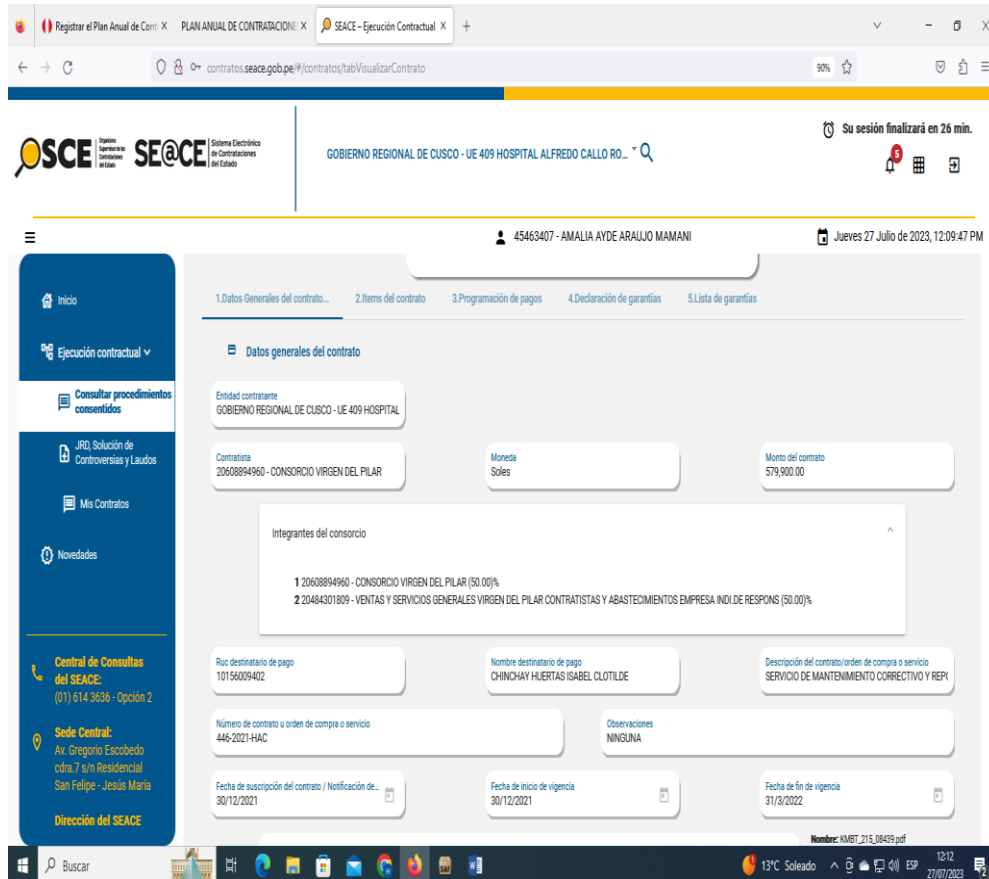 Registrar el Plan Anual de Cont
PLAN ANUAL DE CONTRATACIONE
SEACE – Ejecución Contractual
contratos.seace.gob.pe/#/contratos/tabVisualizarContrato
90%
OSCE Organismo Supervisor de las Contrataciones del Estado
SE@CE Sistema Electrónico de Contrataciones del Estado
GOBIERNO REGIONAL DE CUSCO - UE 409 HOSPITAL ALFREDO CALLO RO...
Su sesión finalizará en 26 min.
5
45463407 - AMALIA AYDE ARAUJO MAMANI
Jueves 27 Julio de 2023, 12:09:47 PM
Inicio
Ejecución contractual
Consultar procedimientos
consentidos
JRD, Solución de
Controversias y Laudos
Mis Contratos
Novedades
Central de Consultas
del SEACE:
(01) 614 3636 - Opción 2
Sede Central:
Av. Gregorio Escobedo
cdra.7 s/n Residencial
San Felipe - Jesús María
Dirección del SEACE
1.Datos Generales del contrato...
2.Items del contrato
3.Programación de pagos
4.Declaración de garantías
5.Lista de garantías
Datos generales del contrato
Entidad contratante
GOBIERNO REGIONAL DE CUSCO - UE 409 HOSPITAL
Contratista
20608894960 - CONSORCIO VIRGEN DEL PILAR
Moneda
Soles
Monto del contrato
579,900.00
Integrantes del consorcio
1 20608894960 - CONSORCIO VIRGEN DEL PILAR (50.00)%
2 20484301809 - VENTAS Y SERVICIOS GENERALES VIRGEN DEL PILAR CONTRATISTAS Y ABASTECIMIENTOS EMPRESA INDI.DE RESPONS (50.00)%
Ruc destinatario de pago
10156009402
Nombre destinatario de pago
CHINCHAY HUERTAS ISABEL CLOTILDE
Descripción del contrato/orden de compra o servicio
SERVICIO DE MANTENIMIENTO CORRECTIVO Y REP
Número de contrato u orden de compra o servicio
446-2021-HAC
Observaciones
NINGUNA
Fecha de suscripción del contrato / Notificación de...
30/12/2021
Fecha de inicio de vigencia
30/12/2021
Fecha de fin de vigencia
31/3/2022
Nombre: KMBT_215_08439.pdf
Buscar
13°C Soleado
ESP
12:12
27/07/2023
2